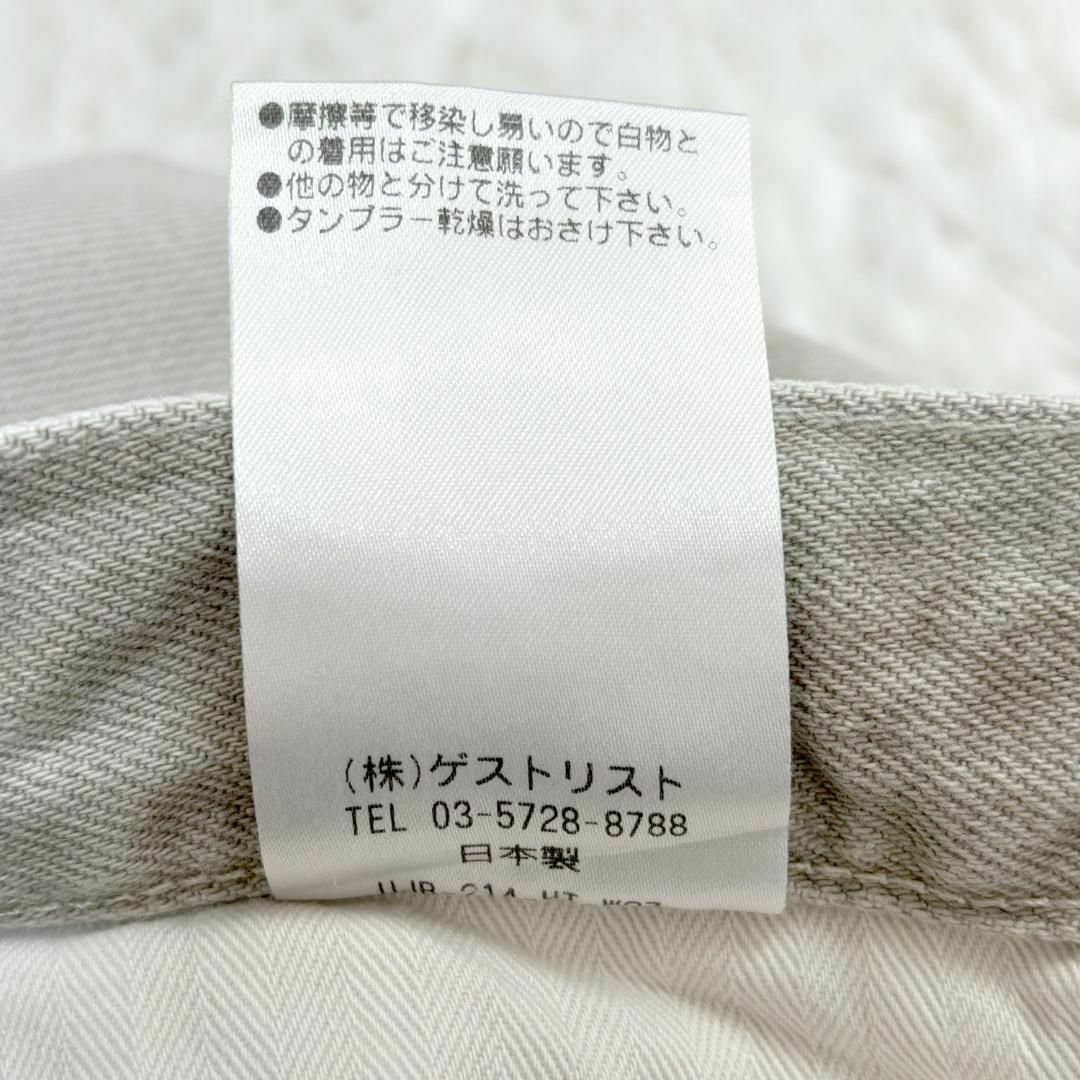 ●摩擦等で移染し易いので白物と
の着用はご注意願います。
●他の物と分けて洗って下さい。
●タンブラー乾燥はおさけ下さい。
(株)ゲストリスト
TEL 03-5728-8788
日本製